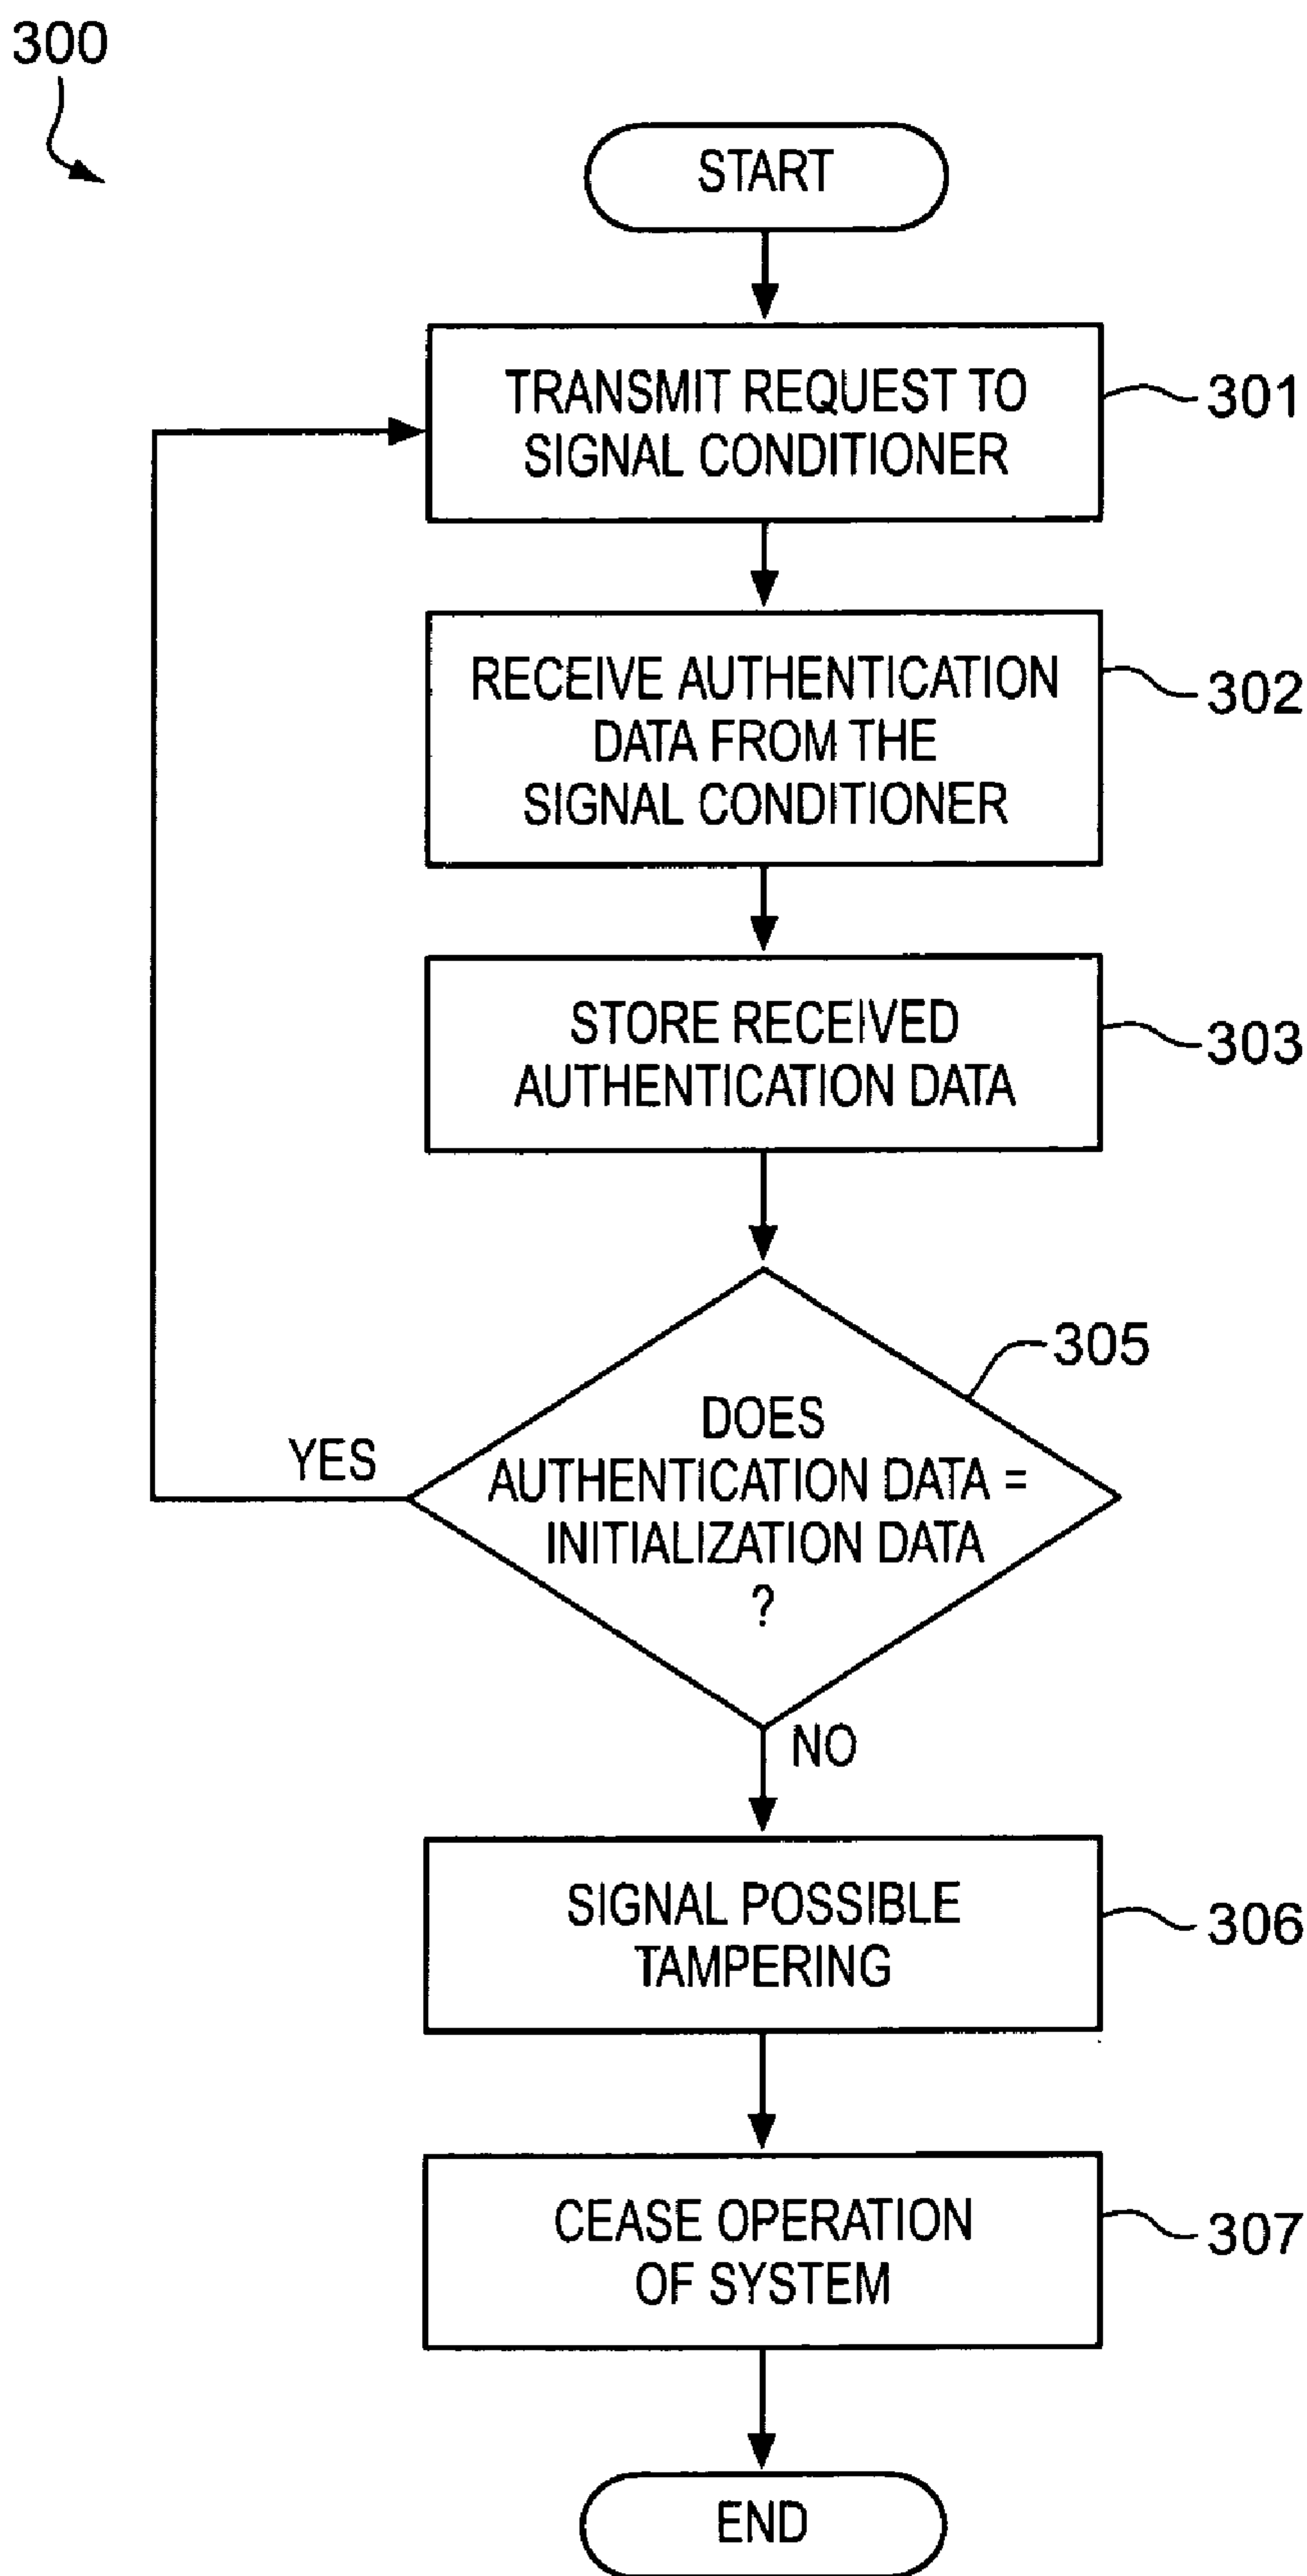 300
START
TRANSMIT REQUEST TO
SIGNAL CONDITIONER
301
RECEIVE AUTHENTICATION
DATA FROM THE
SIGNAL CONDITIONER
302
STORE RECEIVED
AUTHENTICATION DATA
303
305
DOES
AUTHENTICATION DATA =
INITIALIZATION DATA
?
YES
NO
SIGNAL POSSIBLE
TAMPERING
306
CEASE OPERATION
OF SYSTEM
307
END